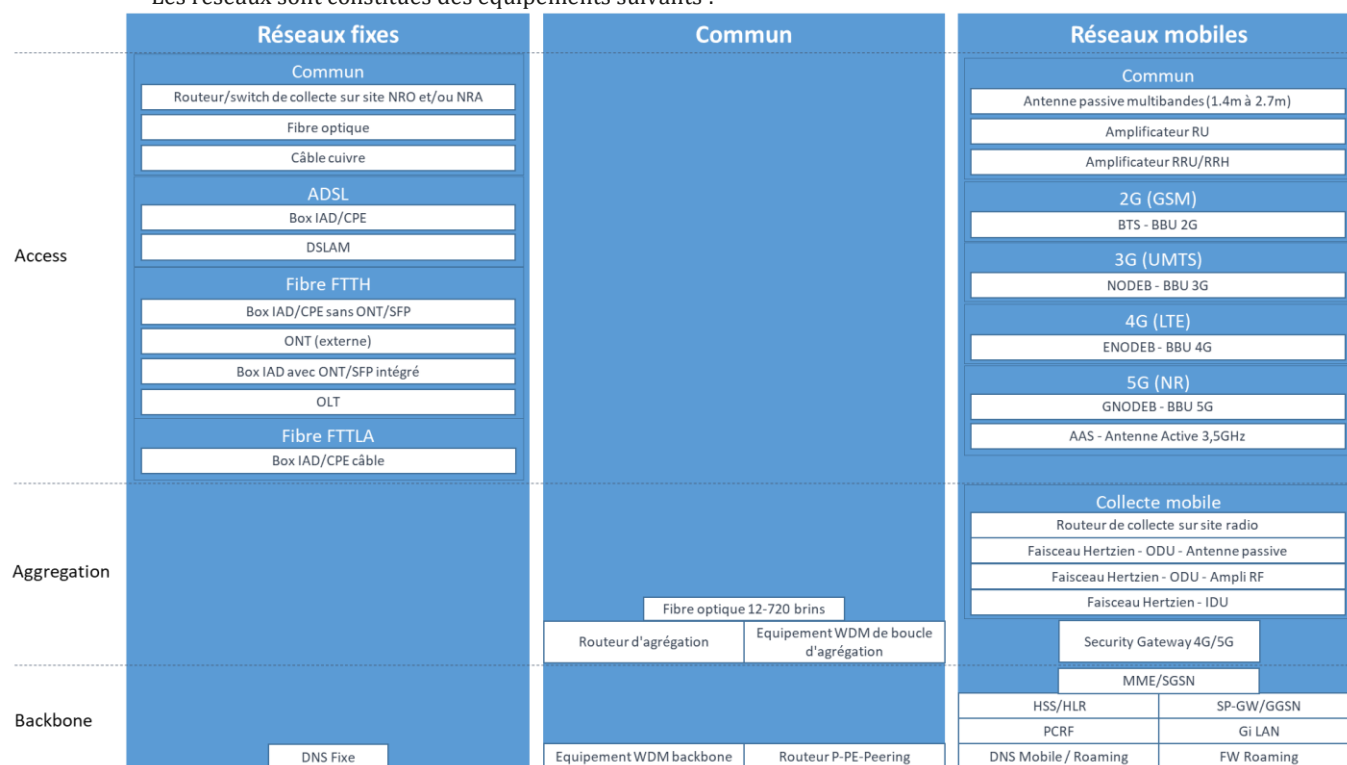 Les réseaux sont constitués des équipements suivants :
Réseaux fixes
Commun
Réseaux mobiles
Access
Commun
Routeur/switch de collecte sur site NRO et/ou NRA
Fibre optique
Câble cuivre
ADSL
Box IAD/CPE
DSLAM
Fibre FTTH
Box IAD/CPE sans ONT/SFP
ONT (externe)
Box IAD avec ONT/SFP intégré
OLT
Fibre FTTLA
Box IAD/CPE câble
Commun
Antenne passive multibandes (1.4m à 2.7m)
Amplificateur RU
Amplificateur RRU/RRH
2G (GSM)
BTS - BBU 2G
3G (UMTS)
NODEB - BBU 3G
4G (LTE)
ENODEB - BBU 4G
5G (NR)
GNODEB - BBU 5G
AAS - Antenne Active 3,5GHz
Aggregation
Fibre optique 12-720 brins
Routeur d'agrégation
Equipement WDM de boucle
d'agrégation
Collecte mobile
Routeur de collecte sur site radio
Faisceau Hertzien - ODU - Antenne passive
Faisceau Hertzien - ODU - Ampli RF
Faisceau Hertzien - IDU
Security Gateway 4G/5G
Backbone
DNS Fixe
Equipement WDM backbone
Routeur P-PE-Peering
MME/SGSN
HSS/HLR
SP-GW/GGSN
PCRF
Gi LAN
DNS Mobile / Roaming
FW Roaming